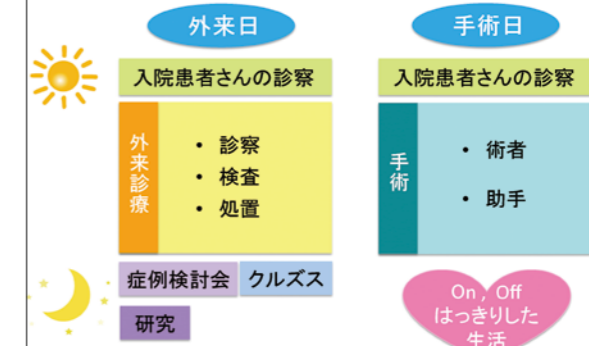 外来日
入院患者さんの診察
外来診療
・ 診察
・ 検査
・ 処置
症例検討会
クルズス
研究
手術日
入院患者さんの診察
手術
・ 術者
・ 助手
On , Off
はっきりした
生活